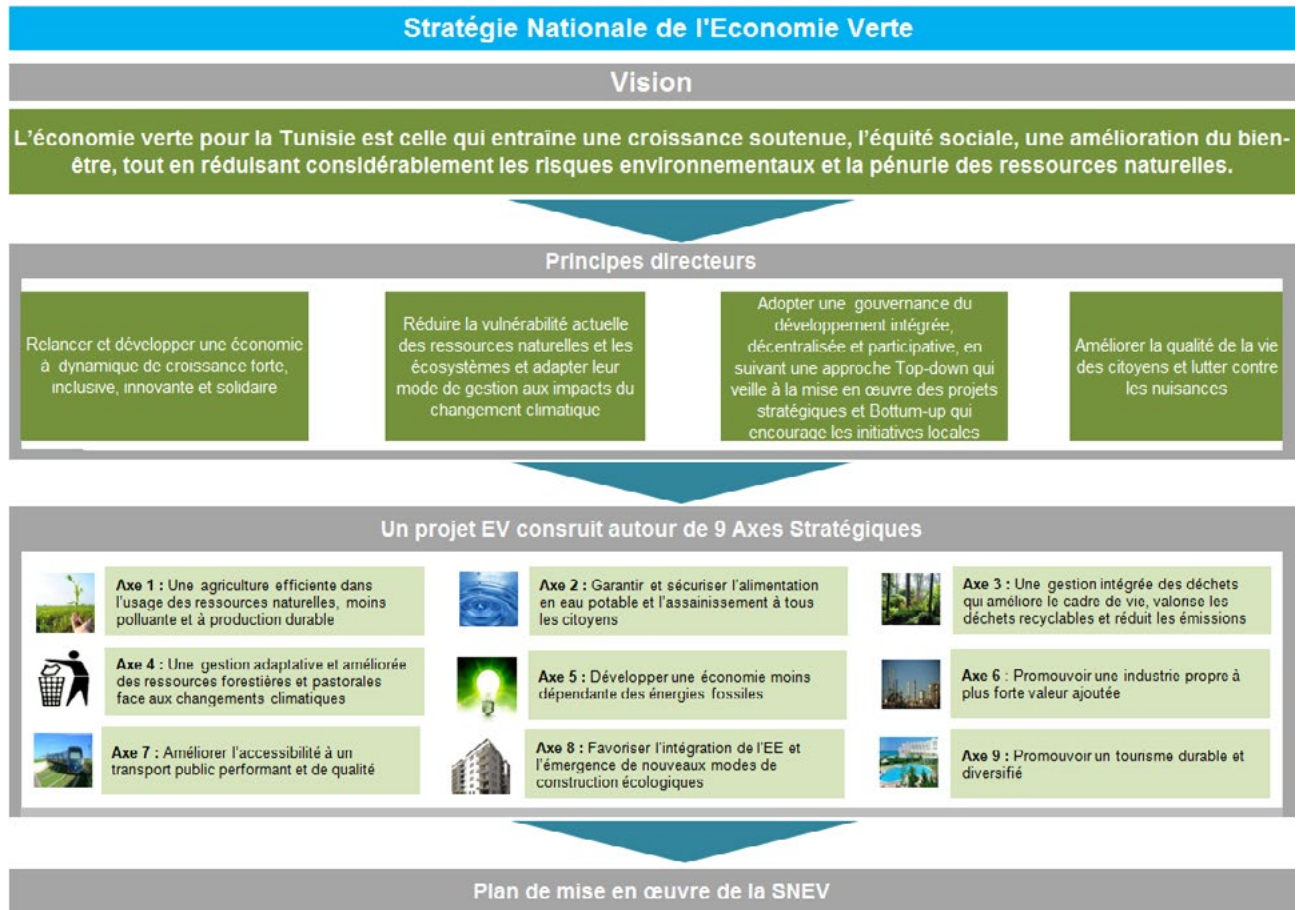 Stratégie Nationale de l'Economie Verte
Vision
L'économie verte pour la Tunisie est celle qui entraîne une croissance soutenue, l'équité sociale, une amélioration du bien-
être, tout en réduisant considérablement les risques environnementaux et la pénurie des ressources naturelles.
Principes directeurs
Relancer et développer une économie
à dynamique de croissance forte,
inclusive, innovante et solidaire
Réduire la vulnérabilité actuelle
des ressources naturelles et les
écosystèmes et adapter leur
mode de gestion aux impacts du
changement climatique
Adopter une gouvernance du
développement intégrée,
décentralisée et participative, en
suivant une approche Top-down qui
veille à la mise en œuvre des projets
stratégiques et Bottum-up qui
encourage les initiatives locales
Améliorer la qualité de la vie
des citoyens et lutter contre
les nuisances
Un projet EV consruit autour de 9 Axes Stratégiques
Axe 1 : Une agriculture efficiente dans
l'usage des ressources naturelles, moins
polluante et à production durable
Axe 2 : Garantir et sécuriser l'alimentation
en eau potable et l'assainissement à tous
les citoyens
Axe 3 : Une gestion intégrée des déchets
qui améliore le cadre de vie, valorise les
déchets recyclables et réduit les émissions
Axe 4 : Une gestion adaptative et améliorée
des ressources forestières et pastorales
face aux changements climatiques
Axe 5 : Développer une économie moins
dépendante des énergies fossiles
Axe 6 : Promouvoir une industrie propre à
plus forte valeur ajoutée
Axe 7 : Améliorer l'accessibilité à un
transport public performant et de qualité
Axe 8 : Favoriser l'intégration de l'EE et
l'émergence de nouveaux modes de
construction écologiques
Axe 9 : Promouvoir un tourisme durable et
diversifié
Plan de mise en œuvre de la SNEV